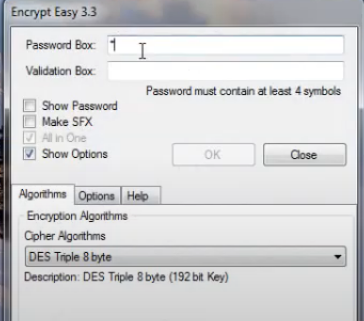 Encrypt Easy 3.3
Password Box: *
Validation Box:
Password must contain at least 4 symbols
Show Password
Make SFX
All in One
Show Options
OK Close
Algorithms Options Help
Encryption Algorithms
Cipher Algorithms
DES Triple 8 byte
Description: DES Triple 8 byte (192 bit Key)